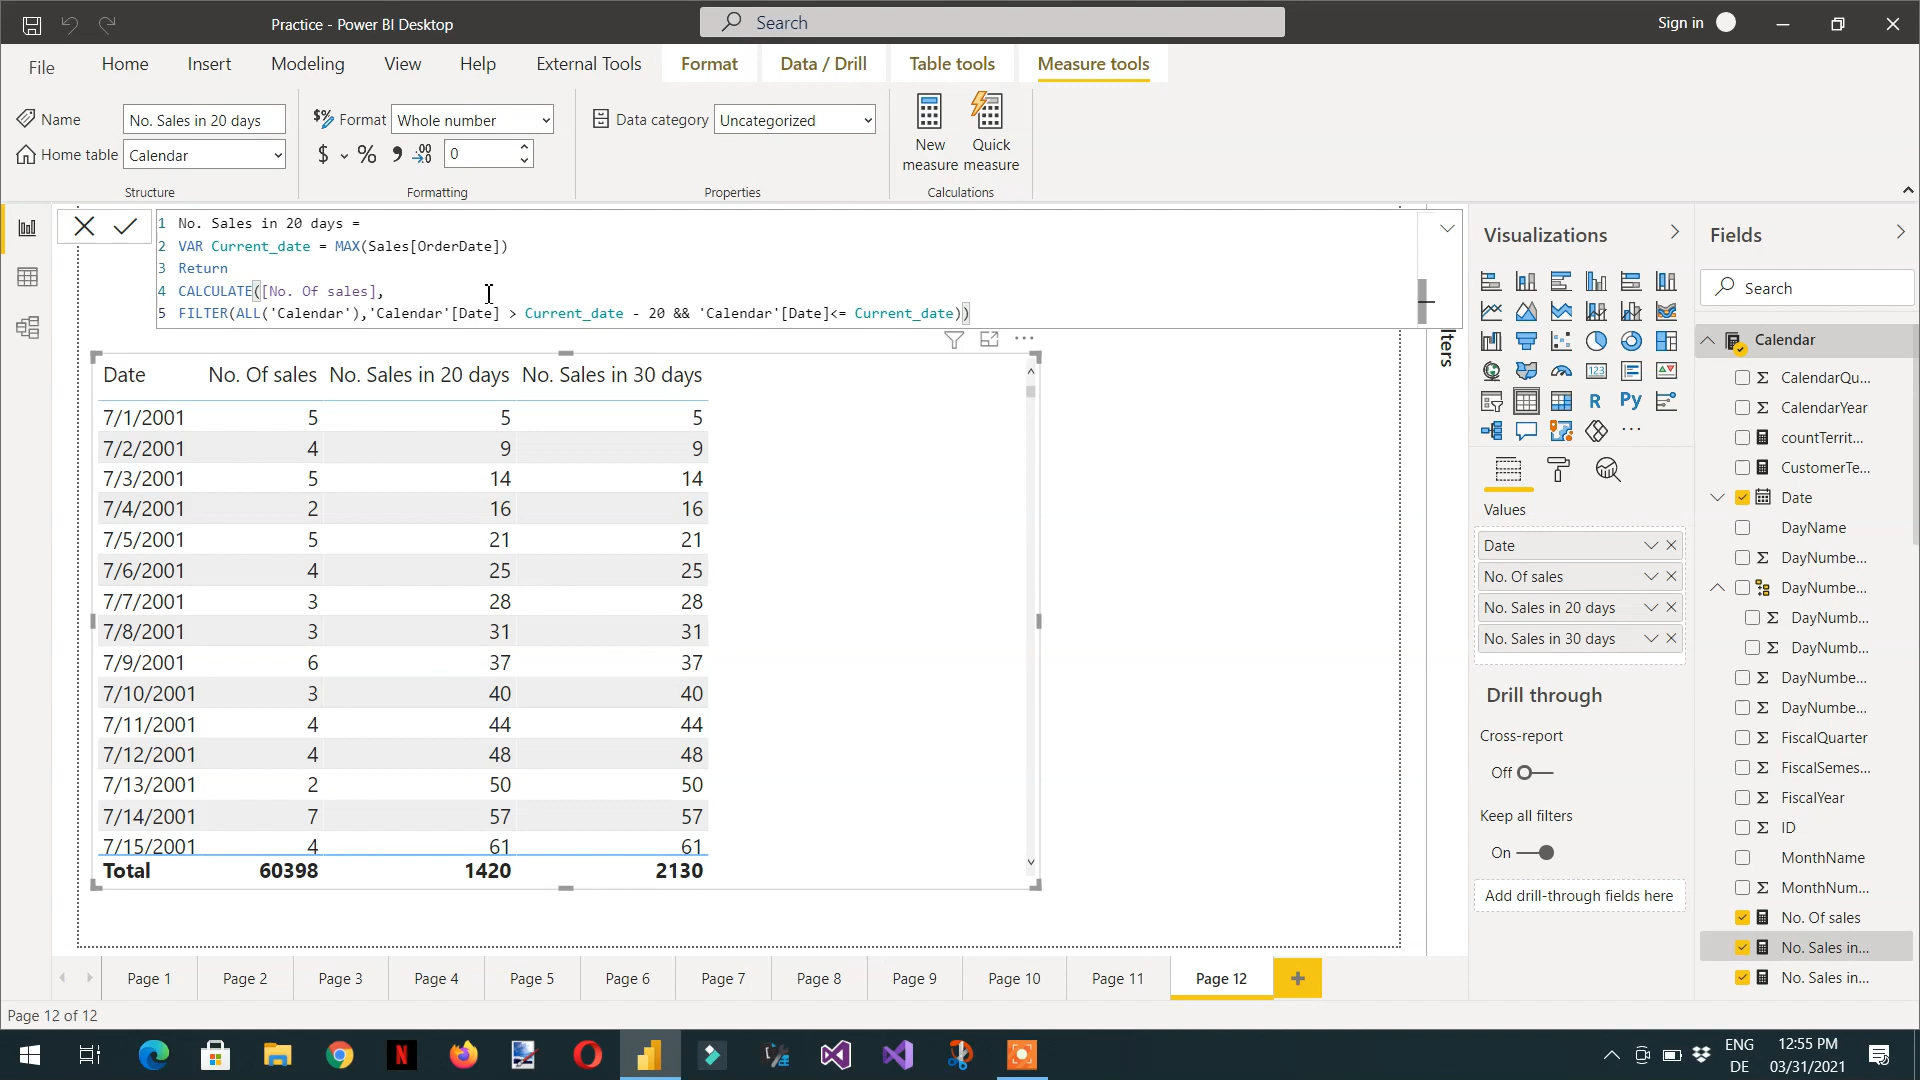 Practice - Power BI Desktop
Search
Sign in
File
Home
Insert
Modeling
View
Help
External Tools
Format
Data / Drill
Table tools
Measure tools
Name
No. Sales in 20 days
Home table
Calendar
Structure
Format
Whole number
$
%
0
Formatting
Data category
Uncategorized
Properties
New measure
Quick measure
Calculations
1 No. Sales in 20 days =
2 VAR Current_date = MAX(Sales[OrderDate])
3 Return
4 CALCULATE([No. Of sales],
5 FILTER(ALL('Calendar'),'Calendar'[Date] > Current_date - 20 && 'Calendar'[Date]<= Current_date))
Date No. Of sales No. Sales in 20 days No. Sales in 30 days
7/1/2001 5 5 5
7/2/2001 4 9 9
7/3/2001 5 14 14
7/4/2001 2 16 16
7/5/2001 5 21 21
7/6/2001 4 25 25
7/7/2001 3 28 28
7/8/2001 3 31 31
7/9/2001 6 37 37
7/10/2001 3 40 40
7/11/2001 4 44 44
7/12/2001 4 48 48
7/13/2001 2 50 50
7/14/2001 7 57 57
7/15/2001 4 61 61
Total 60398 1420 2130
lters
Visualizations
123
R
Py
Values
Date
No. Of sales
No. Sales in 20 days
No. Sales in 30 days
Drill through
Cross-report
Off
Keep all filters
On
Add drill-through fields here
Fields
Search
Calendar
CalendarQu...
CalendarYear
countTerrit...
CustomerTe...
Date
DayName
DayNumbe...
DayNumbe...
DayNumb...
DayNumb...
DayNumbe...
DayNumbe...
FiscalQuarter
FiscalSemes...
FiscalYear
ID
MonthName
MonthNum...
No. Of sales
No. Sales in...
No. Sales in...
Page 1
Page 2
Page 3
Page 4
Page 5
Page 6
Page 7
Page 8
Page 9
Page 10
Page 11
Page 12
Page 12 of 12
ENG
DE
12:55 PM
03/31/2021